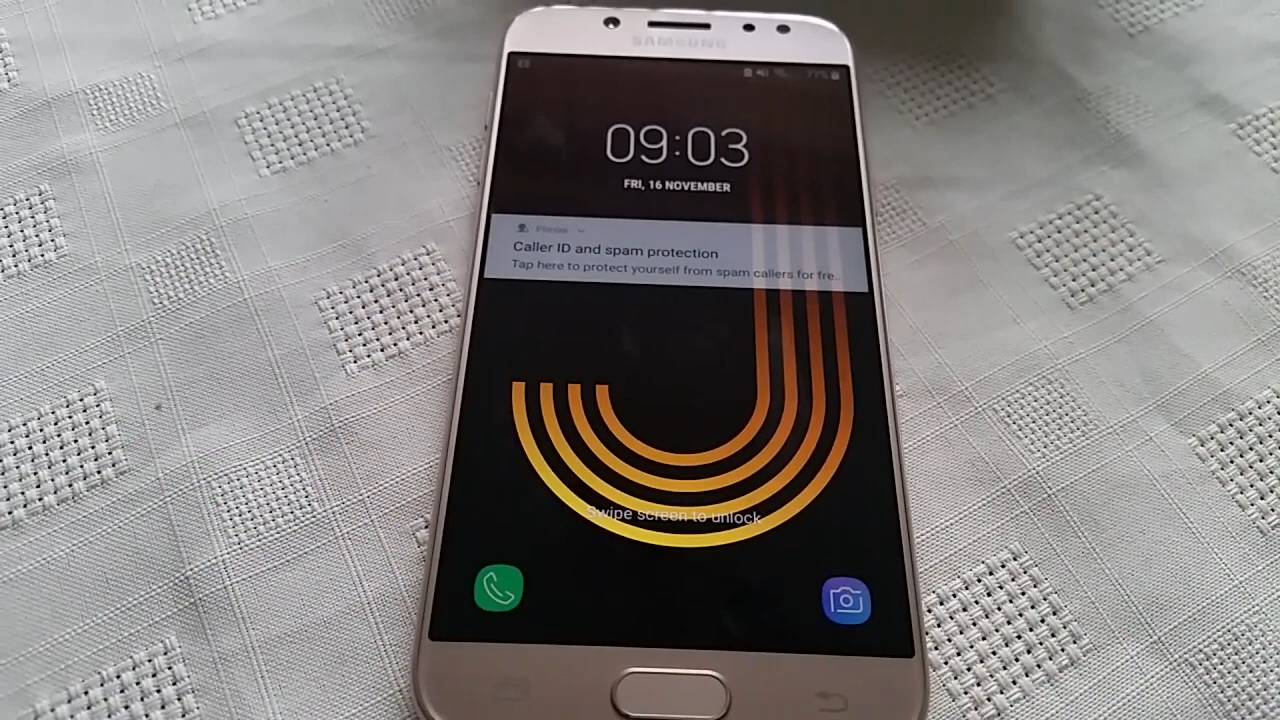 SAMSUNG
77%
09:03
FRI, 16 NOVEMBER
Phone
Caller ID and spam protection
Tap here to protect yourself from spam callers for fre..
Swipe screen to unlock